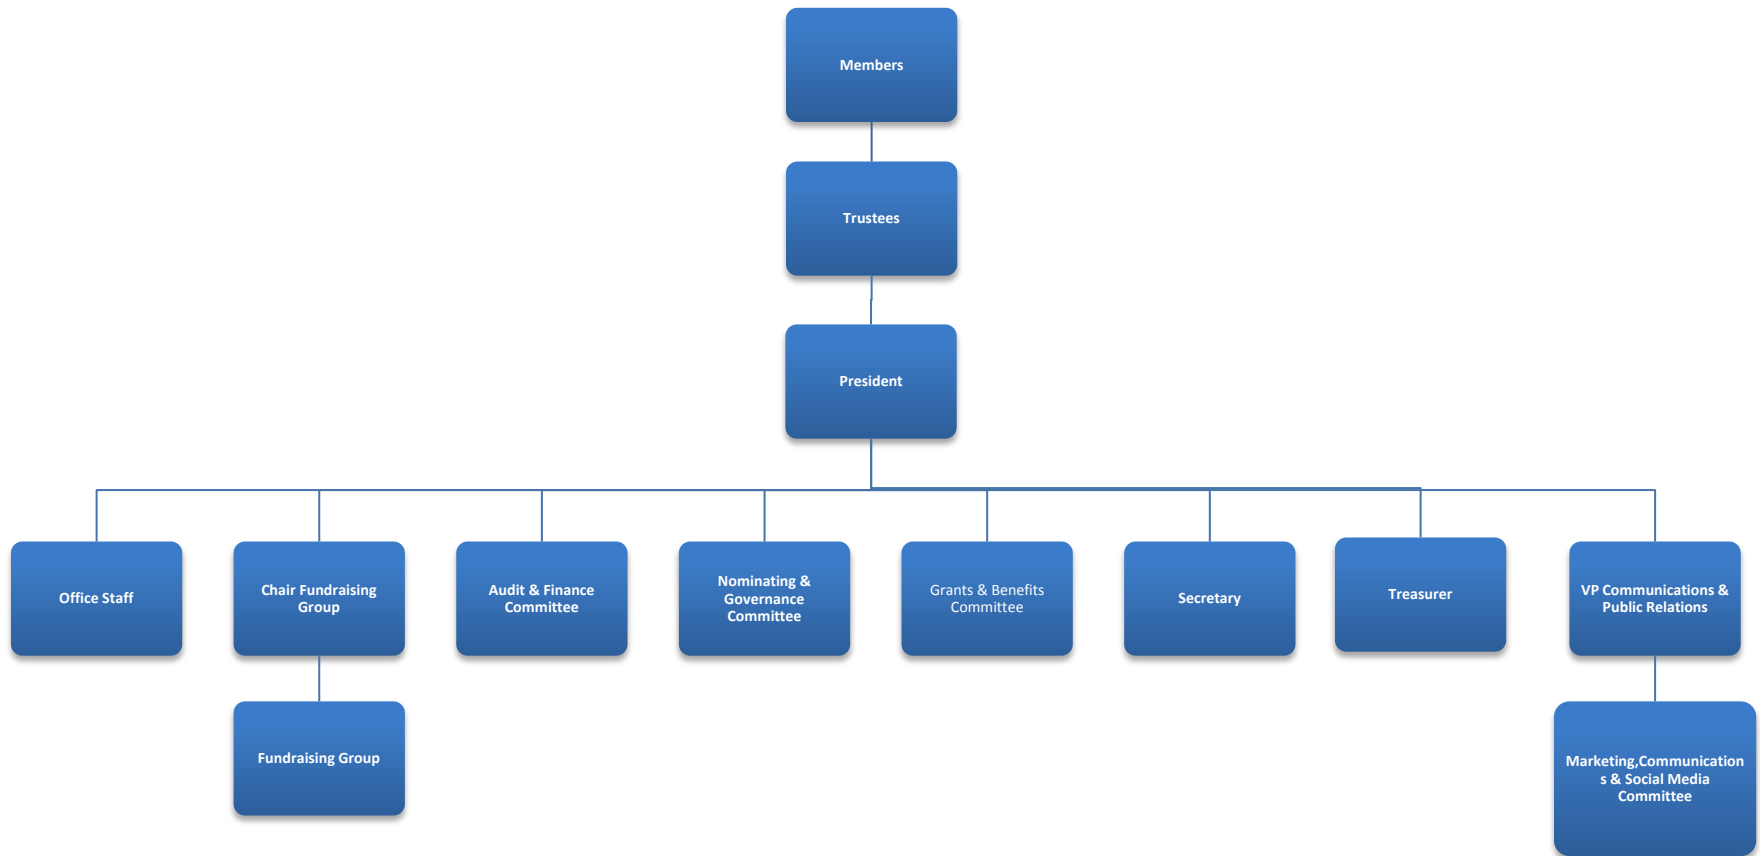 Members
Trustees
President
Office Staff
Chair Fundraising
Group
Audit & Finance
Committee
Nominating &
Governance
Committee
Grants & Benefits
Committee
Secretary
Treasurer
VP Communications &
Public Relations
Fundraising Group
Marketing,Communication
s & Social Media
Committee